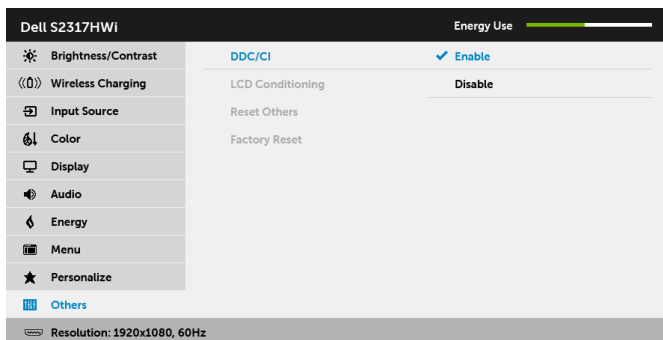 Dell S2317HWi Energy Use
Brightness/Contrast DDC/CI Enable
Wireless Charging LCD Conditioning Disable
Input Source Reset Others
Color Factory Reset
Display
Audio
Energy
Menu
Personalize
Others
Resolution: 1920x1080, 60Hz